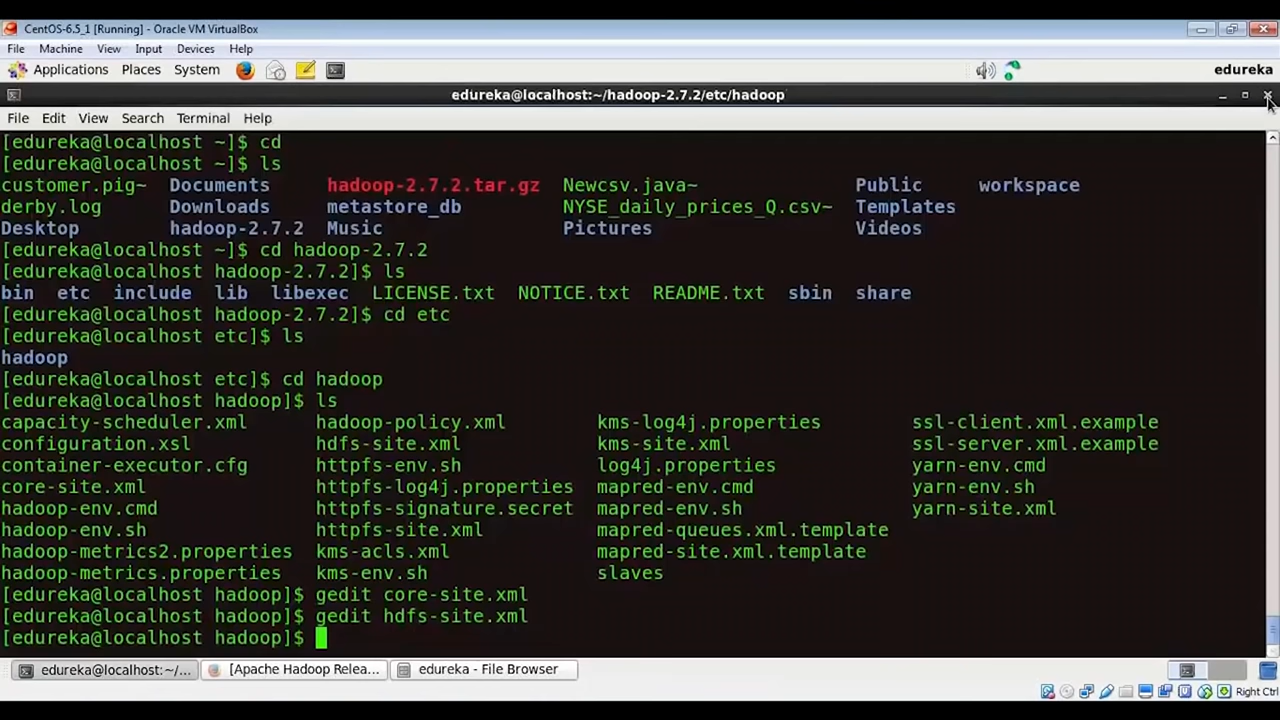 CentOS-6.5_1 [Running] - Oracle VM VirtualBox
File Machine View Input Devices Help
Applications Places System edureka
edureka@localhost:~/hadoop-2.7.2/etc/hadoop
File Edit View Search Terminal Help
[edureka@localhost ~]$ cd
[edureka@localhost ~]$ ls
customer.pig~ Documents hadoop-2.7.2.tar.gz Newcsv.java~ Public workspace
derby.log Downloads metastore_db NYSE_daily_prices_Q.csv~ Templates
Desktop hadoop-2.7.2 Music Pictures Videos
[edureka@localhost ~]$ cd hadoop-2.7.2
[edureka@localhost hadoop-2.7.2]$ ls
bin etc include lib libexec LICENSE.txt NOTICE.txt README.txt sbin share
[edureka@localhost hadoop-2.7.2]$ cd etc
[edureka@localhost etc]$ ls
hadoop
[edureka@localhost etc]$ cd hadoop
[edureka@localhost hadoop]$ ls
capacity-scheduler.xml hadoop-policy.xml kms-log4j.properties ssl-client.xml.example
configuration.xsl hdfs-site.xml kms-site.xml ssl-server.xml.example
container-executor.cfg httpfs-env.sh log4j.properties yarn-env.cmd
core-site.xml httpfs-log4j.properties mapred-env.cmd yarn-env.sh
hadoop-env.cmd httpfs-signature.secret mapred-env.sh yarn-site.xml
hadoop-env.sh httpfs-site.xml mapred-queues.xml.template
hadoop-metrics2.properties kms-acls.xml mapred-site.xml.template
hadoop-metrics.properties kms-env.sh slaves
[edureka@localhost hadoop]$ gedit core-site.xml
[edureka@localhost hadoop]$ gedit hdfs-site.xml
[edureka@localhost hadoop]$
edureka@localhost:~/... [Apache Hadoop Relea... edureka - File Browser
Right Ctrl